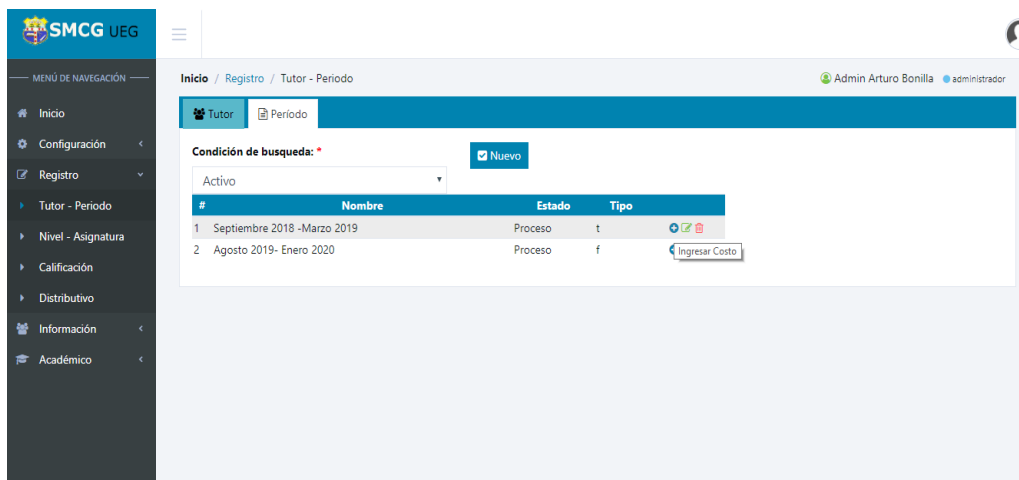 SMCG UEG
MENÚ DE NAVEGACIÓN
Inicio
Configuración
Registro
Tutor - Periodo
Nivel - Asignatura
Calificación
Distributivo
Información
Académico
Inicio / Registro / Tutor - Periodo
Admin Arturo Bonilla administrador
Tutor Período
Condición de busqueda: *
Nuevo
Activo
# Nombre Estado Tipo
1 Septiembre 2018 -Marzo 2019 Proceso t
2 Agosto 2019- Enero 2020 Proceso f
Ingresar Costo